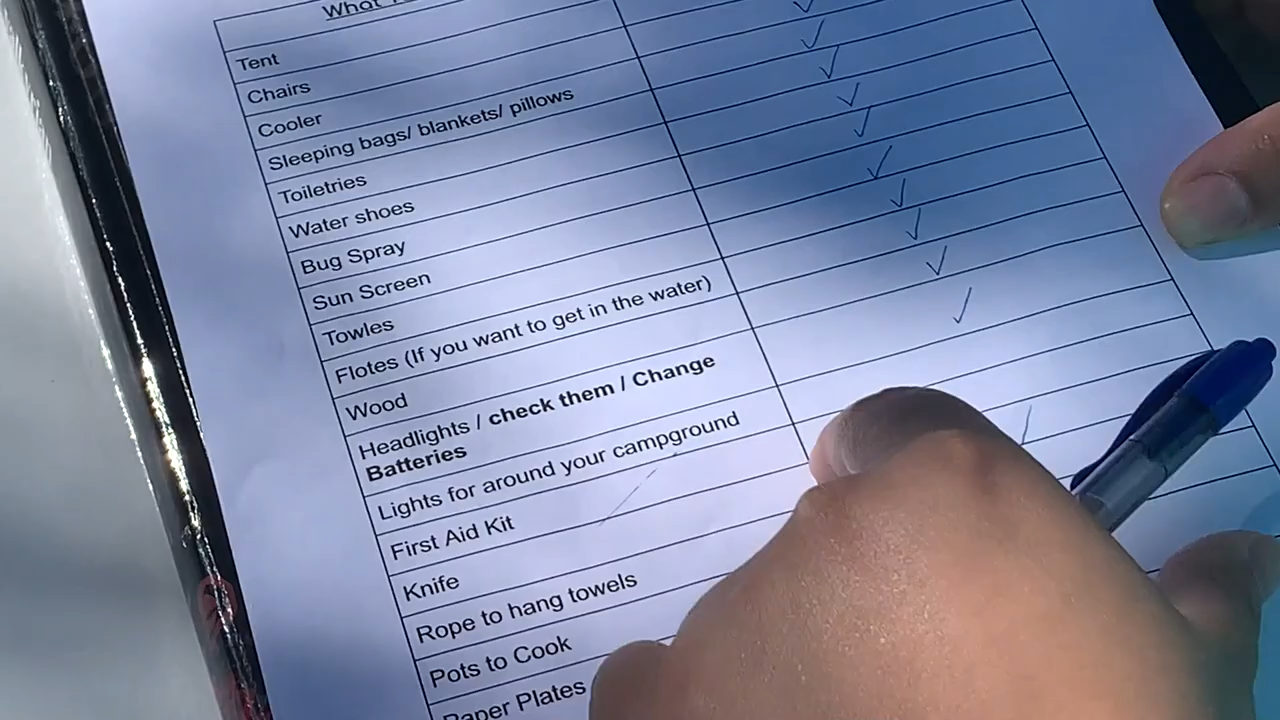 What
Tent
Chairs
Cooler
Sleeping bags/ blankets/ pillows
Toiletries
Water shoes
Bug Spray
Sun Screen
Towles
Flotes (If you want to get in the water)
Wood
Headlights / check them / Change
Batteries
Lights for around your campground
First Aid Kit
Knife
Rope to hang towels
Pots to Cook
Paper Plates